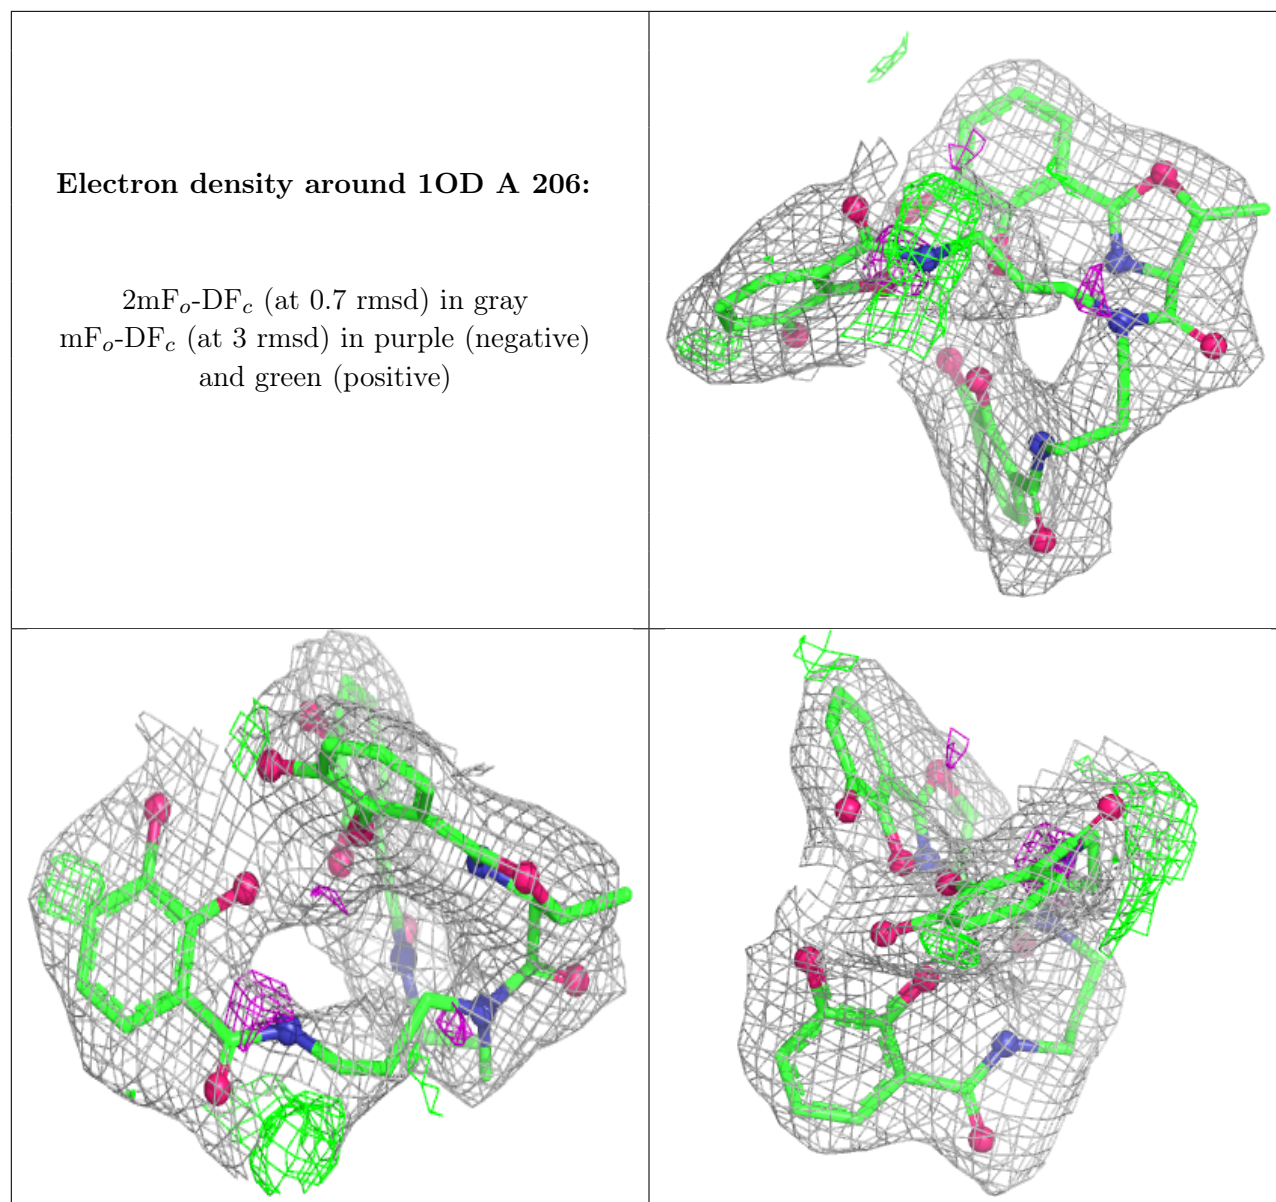 Electron density around 1OD A 206:
2mFₒ-DF𝒸 (at 0.7 rmsd) in gray
mFₒ-DF𝒸 (at 3 rmsd) in purple (negative)
and green (positive)